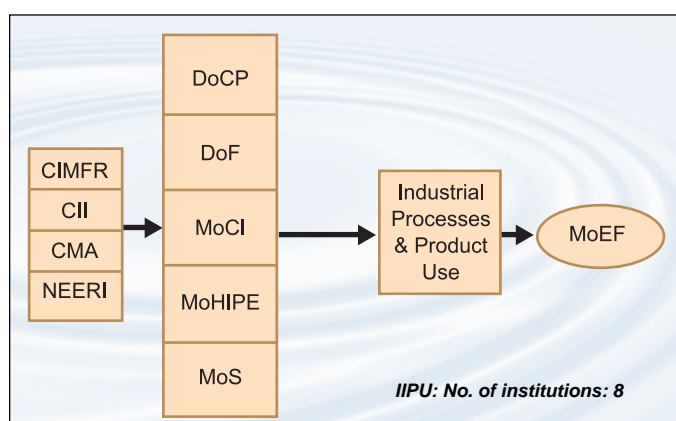 CIMFR
CII
CMA
NEERI
DoCP
DoF
MoCI
MoHIPE
MoS
Industrial
Processes
& Product
Use
MoEF
IIPU: No. of institutions: 8